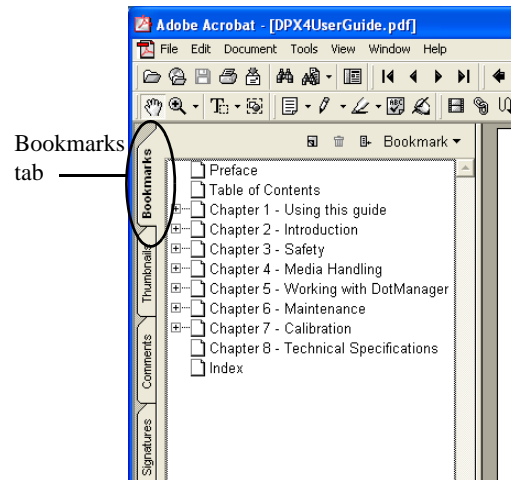 Adobe Acrobat - [DPX4UserGuide.pdf]
File Edit Document Tools View Window Help
Bookmarks
tab
Bookmark
Bookmarks
Thumbnails
Comments
Signatures
Preface
Table of Contents
Chapter 1 - Using this guide
Chapter 2 - Introduction
Chapter 3 - Safety
Chapter 4 - Media Handling
Chapter 5 - Working with DotManager
Chapter 6 - Maintenance
Chapter 7 - Calibration
Chapter 8 - Technical Specifications
Index